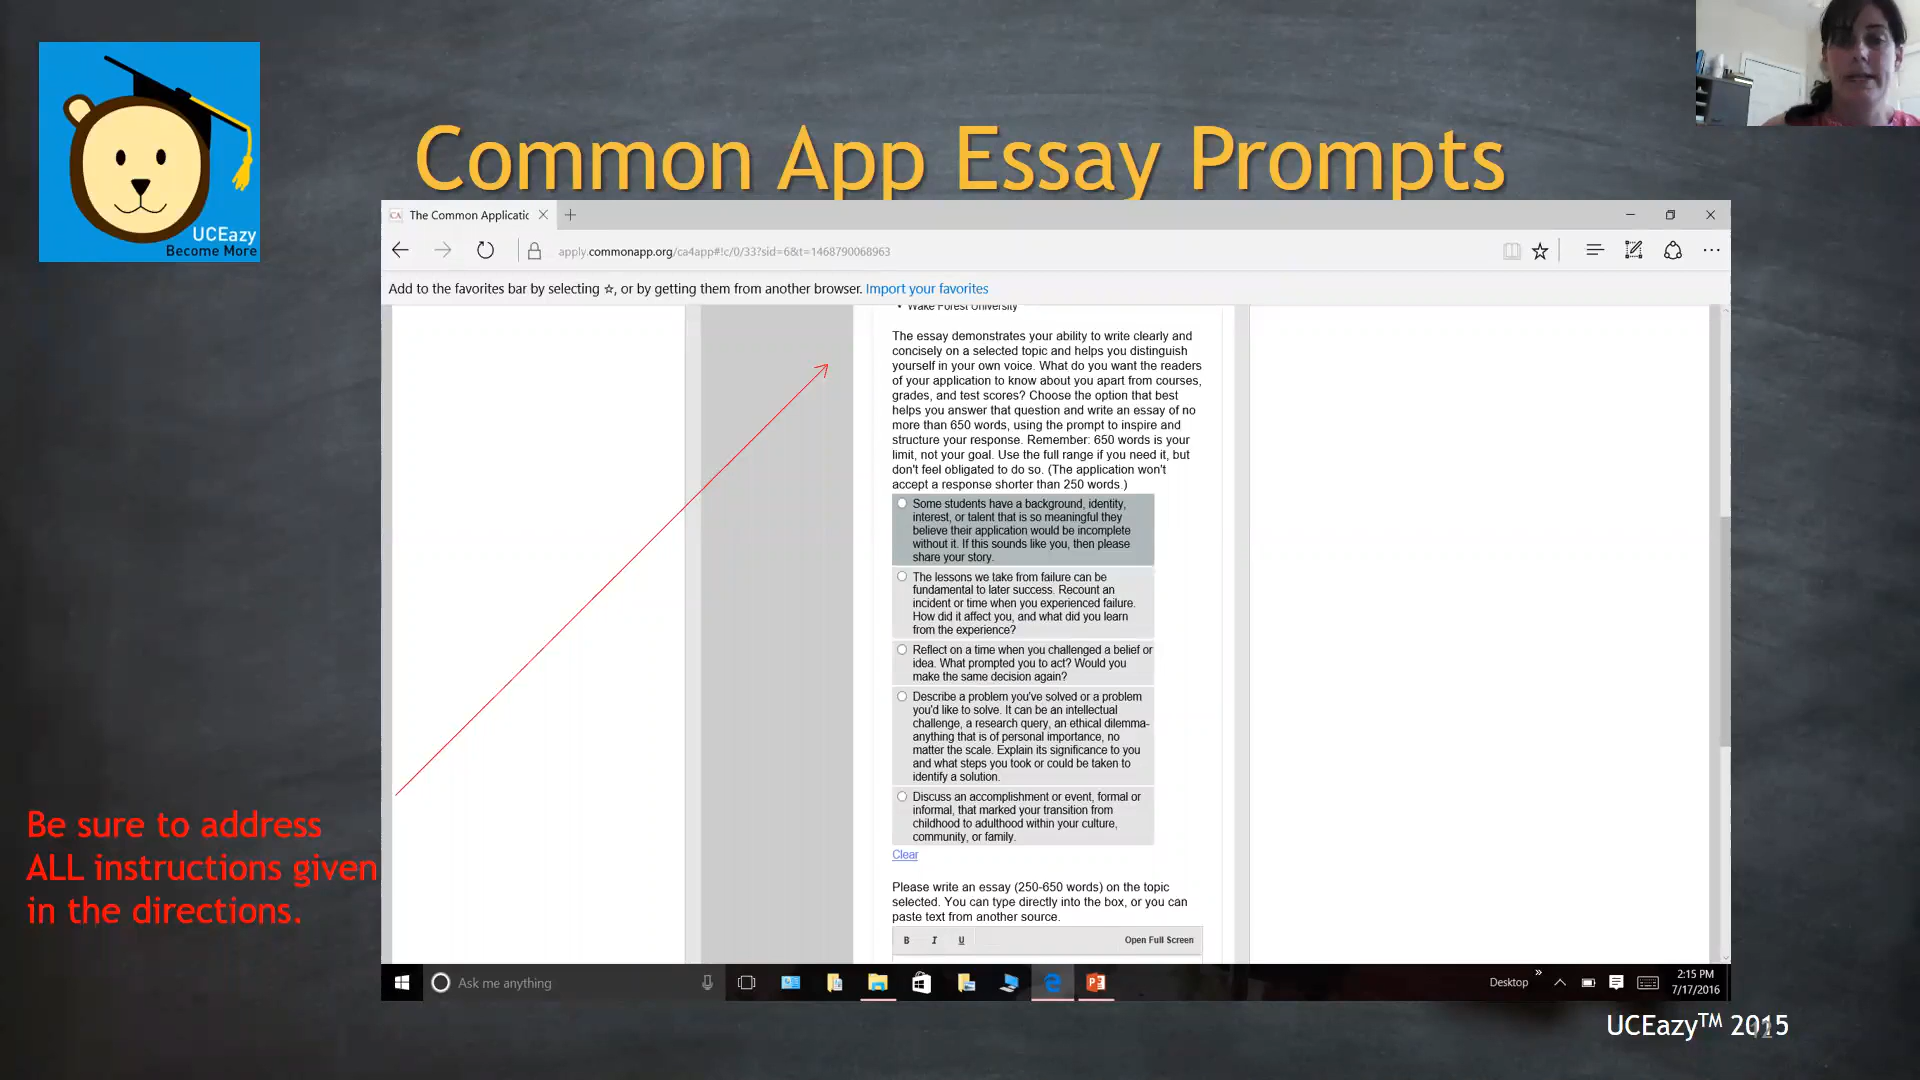 UCEazy
Become More
Common App Essay Prompts
CA The Common Applicatic
apply.commonapp.org/ca4app#!c/0/33?sid=6&t=1468790068963
Add to the favorites bar by selecting ☆, or by getting them from another browser. Import your favorites
• Wake Forest University
The essay demonstrates your ability to write clearly and
concisely on a selected topic and helps you distinguish
yourself in your own voice. What do you want the readers
of your application to know about you apart from courses,
grades, and test scores? Choose the option that best
helps you answer that question and write an essay of no
more than 650 words, using the prompt to inspire and
structure your response. Remember: 650 words is your
limit, not your goal. Use the full range if you need it, but
don't feel obligated to do so. (The application won't
accept a response shorter than 250 words.)
Some students have a background, identity,
interest, or talent that is so meaningful they
believe their application would be incomplete
without it. If this sounds like you, then please
share your story.
The lessons we take from failure can be
fundamental to later success. Recount an
incident or time when you experienced failure.
How did it affect you, and what did you learn
from the experience?
Reflect on a time when you challenged a belief or
idea. What prompted you to act? Would you
make the same decision again?
Describe a problem you've solved or a problem
you'd like to solve. It can be an intellectual
challenge, a research query, an ethical dilemma-
anything that is of personal importance, no
matter the scale. Explain its significance to you
and what steps you took or could be taken to
identify a solution.
Discuss an accomplishment or event, formal or
informal, that marked your transition from
childhood to adulthood within your culture,
community, or family.
Clear
Please write an essay (250-650 words) on the topic
selected. You can type directly into the box, or you can
paste text from another source.
B I U Open Full Screen
Be sure to address
ALL instructions given
in the directions.
Ask me anything
Desktop
2:15 PM
7/17/2016
UCEazy™ 2015
12